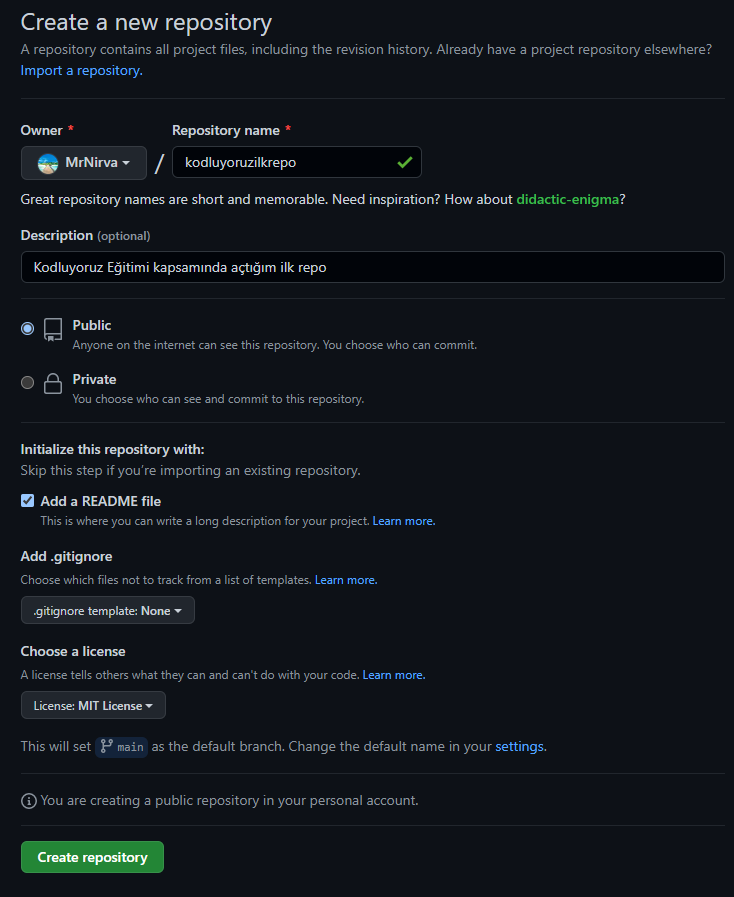 Create a new repository
A repository contains all project files, including the revision history. Already have a project repository elsewhere?
Import a repository.
Owner *
Repository name *
MrNirva
/
kodluyoruzilkrepo
Great repository names are short and memorable. Need inspiration? How about didactic-enigma?
Description (optional)
Kodluyoruz Eğitimi kapsamında açtığım ilk repo
Public
Anyone on the internet can see this repository. You choose who can commit.
Private
You choose who can see and commit to this repository.
Initialize this repository with:
Skip this step if you're importing an existing repository.
Add a README file
This is where you can write a long description for your project. Learn more.
Add .gitignore
Choose which files not to track from a list of templates. Learn more.
.gitignore template: None
Choose a license
A license tells others what they can and can't do with your code. Learn more.
License: MIT License
This will set main as the default branch. Change the default name in your settings.
You are creating a public repository in your personal account.
Create repository